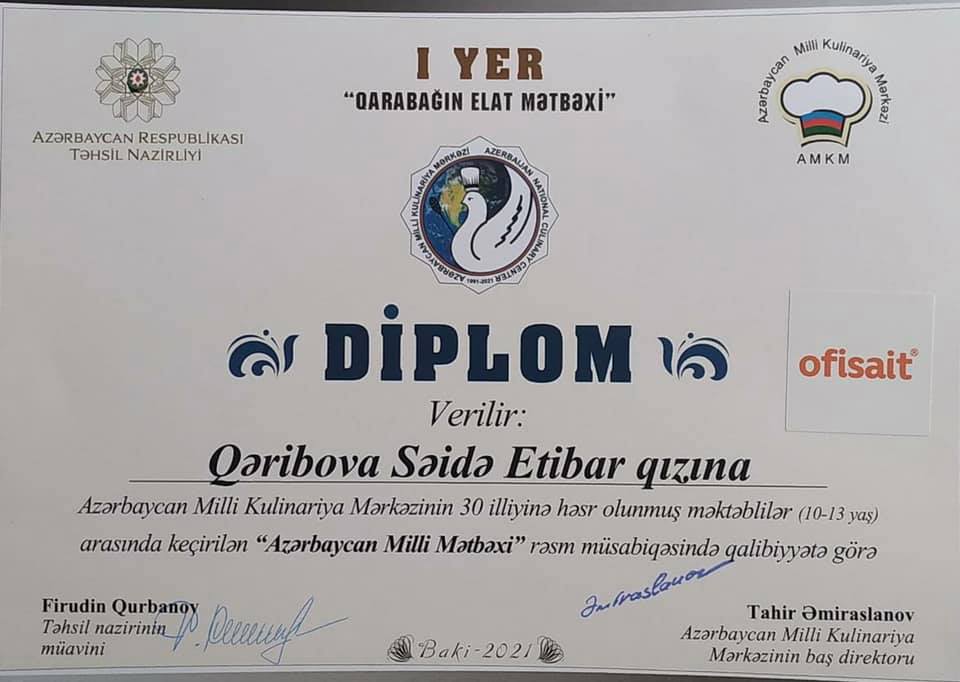 I YER
“QARABAĞIN ELAT MƏTBƏXİ”
AZƏRBAYCAN RESPUBLİKASI
TƏHSİL NAZİRLİYİ
Azərbaycan Milli Kulinariya Mərkəzi
AMKM
AZƏRBAYCAN MİLLİ KULİNARİYA MƏRKƏZİ AZERBAIJAN NATIONAL CULINARY CENTER
1991-2021
DİPLOM
ofisait®
Verilir:
Qəribova Səidə Etibar qızına
Azərbaycan Milli Kulinariya Mərkəzinin 30 illiyinə həsr olunmuş məktəblilər (10-13 yaş)
arasında keçirilən “Azərbaycan Milli Mətbəxi” rəsm müsabiqəsində qalibiyyətə görə
Firudin Qurbanov
Təhsil nazirinin
müavini
Əmiraslanov
Tahir Əmiraslanov
Azərbaycan Milli Kulinariya
Mərkəzinin baş direktoru
Baki-2021